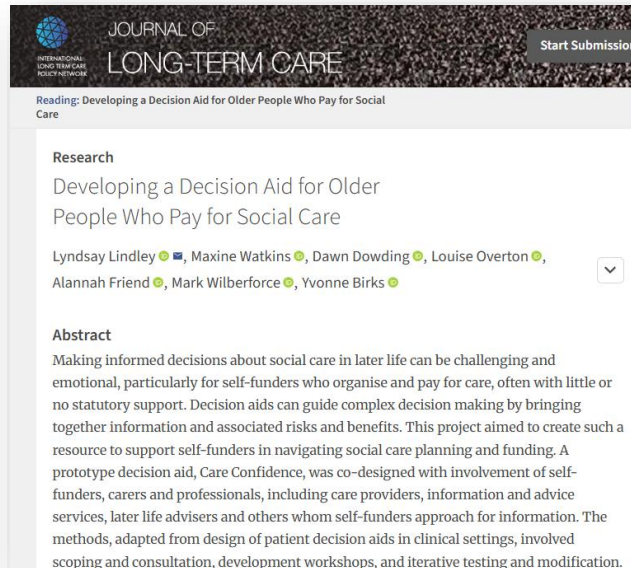 JOURNAL OF
LONG-TERM CARE
INTERNATIONAL
LONG TERM CARE
POLICY NETWORK
Start Submission
Reading: Developing a Decision Aid for Older People Who Pay for Social
Care
Research
Developing a Decision Aid for Older
People Who Pay for Social Care
Lyndsay Lindley, Maxine Watkins, Dawn Dowding, Louise Overton,
Alannah Friend, Mark Wilberforce, Yvonne Birks
Abstract
Making informed decisions about social care in later life can be challenging and
emotional, particularly for self-funders who organise and pay for care, often with little or
no statutory support. Decision aids can guide complex decision making by bringing
together information and associated risks and benefits. This project aimed to create such a
resource to support self-funders in navigating social care planning and funding. A
prototype decision aid, Care Confidence, was co-designed with involvement of self-
funders, carers and professionals, including care providers, information and advice
services, later life advisers and others whom self-funders approach for information. The
methods, adapted from design of patient decision aids in clinical settings, involved
scoping and consultation, development workshops, and iterative testing and modification.